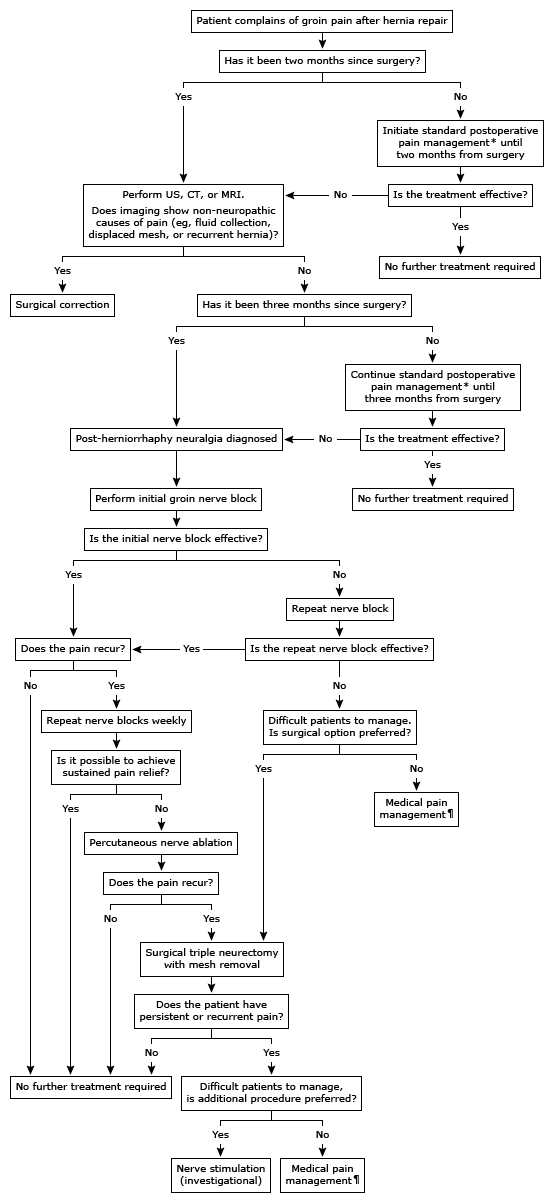 Patient complains of groin pain after hernia repair
Has it been two months since surgery?
Yes
No
Initiate standard postoperative
pain management* until
two months from surgery
Perform US, CT, or MRI.
Does imaging show non-neuropathic
causes of pain (eg, fluid collection,
displaced mesh, or recurrent hernia)?
No
Is the treatment effective?
Yes
No further treatment required
Yes
No
Surgical correction
Has it been three months since surgery?
Yes
No
Continue standard postoperative
pain management* until
three months from surgery
Post-herniorrhaphy neuralgia diagnosed
No
Is the treatment effective?
Yes
No further treatment required
Perform initial groin nerve block
Is the initial nerve block effective?
Yes
No
Repeat nerve block
Does the pain recur?
Yes
Is the repeat nerve block effective?
No
Yes
No
Repeat nerve blocks weekly
Difficult patients to manage.
Is surgical option preferred?
Is it possible to achieve
sustained pain relief?
Yes
No
Medical pain
management¶
Yes
No
Percutaneous nerve ablation
Does the pain recur?
No
Yes
Surgical triple neurectomy
with mesh removal
Does the patient have
persistent or recurrent pain?
No
Yes
No further treatment required
Difficult patients to manage,
is additional procedure preferred?
Yes
No
Nerve stimulation
(investigational)
Medical pain
management¶